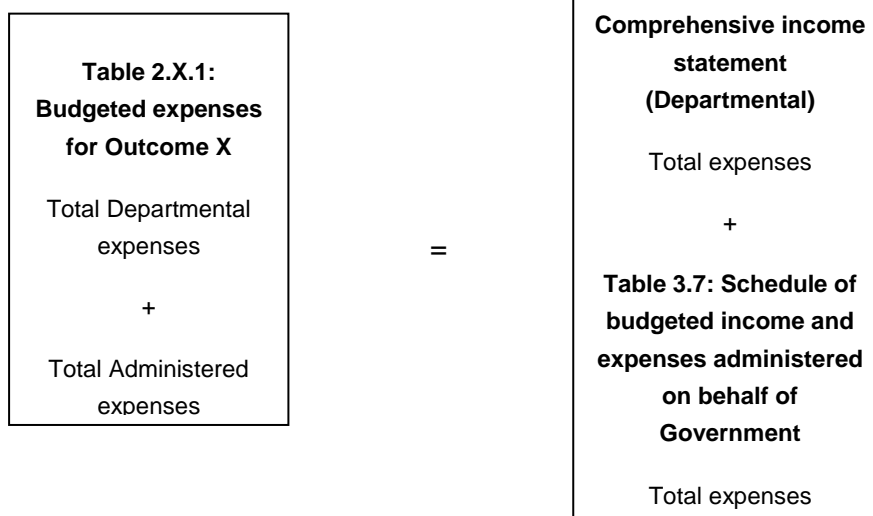 Table 2.X.1:
Budgeted expenses
for Outcome X
Total Departmental
expenses
+
Total Administered
expenses
=
Comprehensive income
statement
(Departmental)
Total expenses
+
Table 3.7: Schedule of
budgeted income and
expenses administered
on behalf of
Government
Total expenses